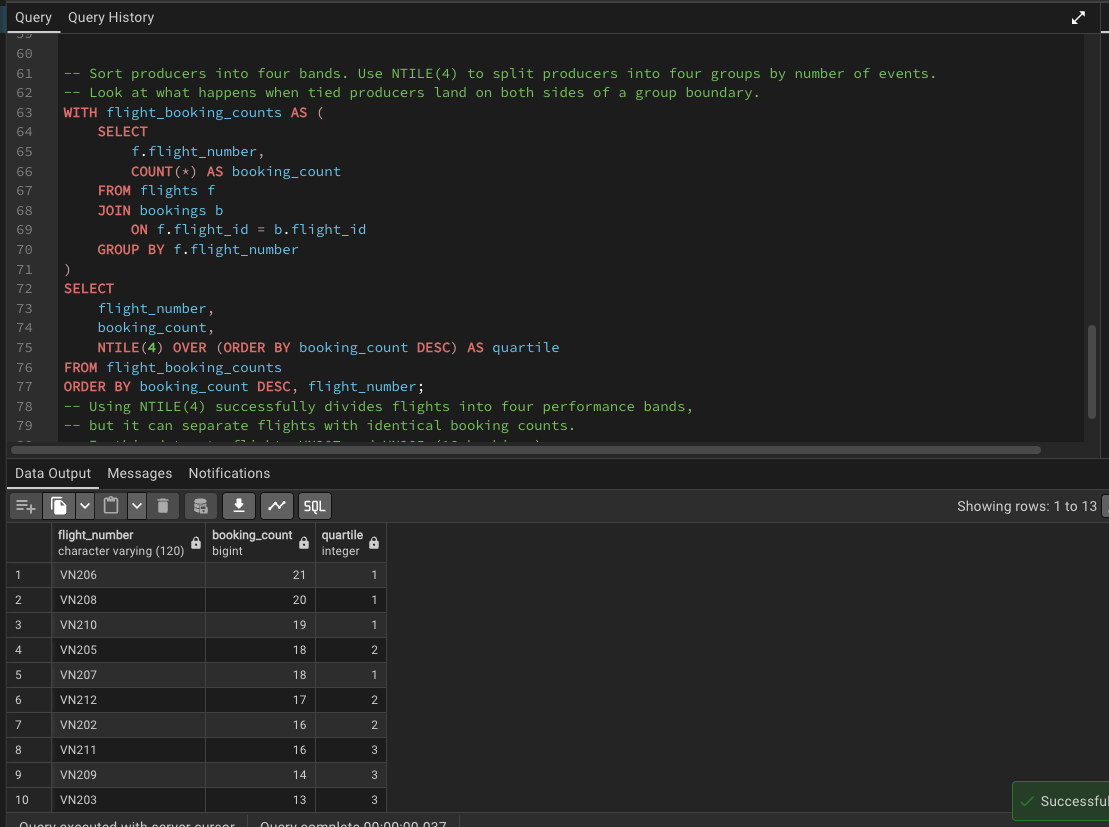 Query Query History
59
60
61 -- Sort producers into four bands. Use NTILE(4) to split producers into four groups by number of events.
62 -- Look at what happens when tied producers land on both sides of a group boundary.
63 WITH flight_booking_counts AS (
64 SELECT
65 f.flight_number,
66 COUNT(*) AS booking_count
67 FROM flights f
68 JOIN bookings b
69 ON f.flight_id = b.flight_id
70 GROUP BY f.flight_number
71 )
72 SELECT
73 flight_number,
74 booking_count,
75 NTILE(4) OVER (ORDER BY booking_count DESC) AS quartile
76 FROM flight_booking_counts
77 ORDER BY booking_count DESC, flight_number;
78 -- Using NTILE(4) successfully divides flights into four performance bands,
79 -- but it can separate flights with identical booking counts.
Data Output Messages Notifications
SQL Showing rows: 1 to 13
flight_number booking_count quartile
character varying (120) bigint integer
1 VN206 21 1
2 VN208 20 1
3 VN210 19 1
4 VN205 18 2
5 VN207 18 1
6 VN212 17 2
7 VN202 16 2
8 VN211 16 3
9 VN209 14 3
10 VN203 13 3
Successful
Query executed with server cursor Query complete 00:00:00.037